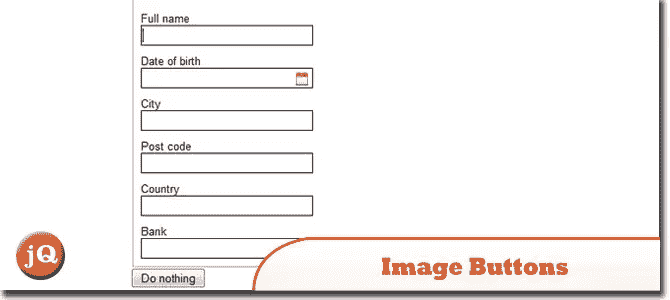 Full name
Date of birth
City
Post code
Country
Bank
Do nothing
jQ
Image Buttons